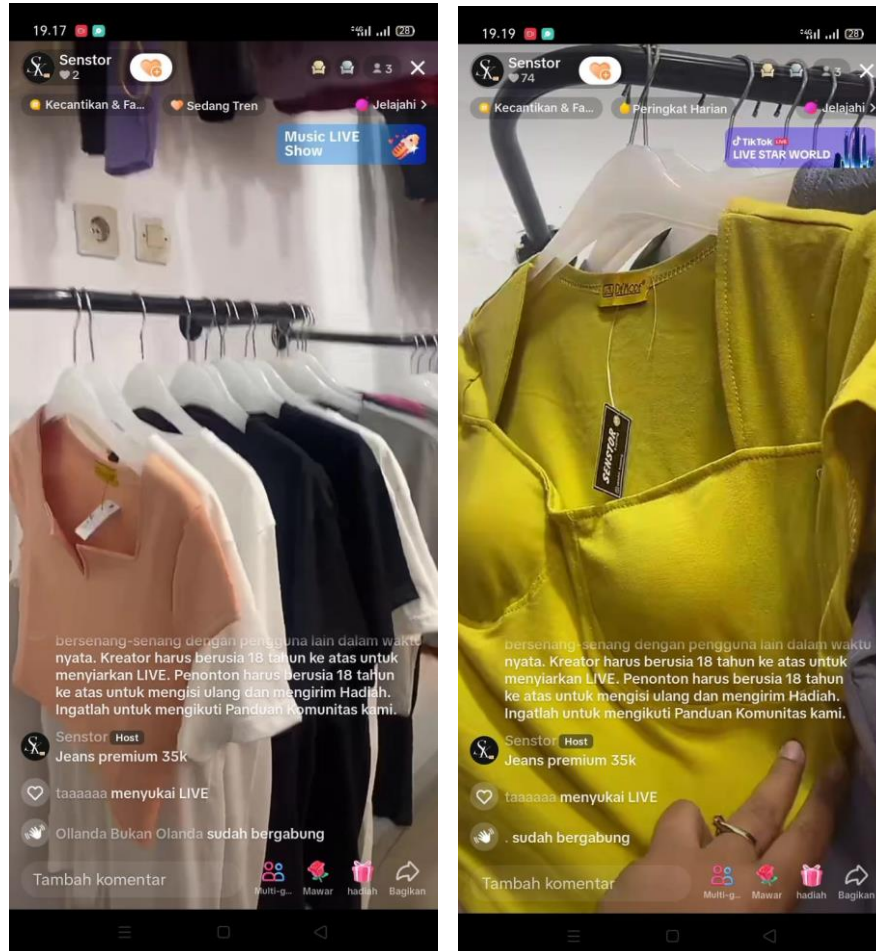 19.17
28
Senstor
2
3
Kecantikan & Fa...
Sedang Tren
Jelajahi >
Music LIVE
Show
bersenang-senang dengan pengguna lain dalam waktu
nyata. Kreator harus berusia 18 tahun ke atas untuk
menyiarkan LIVE. Penonton harus berusia 18 tahun
ke atas untuk mengisi ulang dan mengirim Hadiah.
Ingatlah untuk mengikuti Panduan Komunitas kami.
Senstor Host
Jeans premium 35k
taaaaaa menyukai LIVE
Ollanda Bukan Olanda sudah bergabung
Tambah komentar
Multi-g...
Mawar
hadiah
Bagikan
19.19
28
Senstor
74
3
Kecantikan & Fa...
Peringkat Harian
Jelajahi >
TikTok LIVE
LIVE STAR WORLD
SENSTOR
bersenang-senang dengan pengguna lain dalam waktu
nyata. Kreator harus berusia 18 tahun ke atas untuk
menyiarkan LIVE. Penonton harus berusia 18 tahun
ke atas untuk mengisi ulang dan mengirim Hadiah.
Ingatlah untuk mengikuti Panduan Komunitas kami.
Senstor Host
Jeans premium 35k
taaaaaa menyukai LIVE
. sudah bergabung
Tambah komentar
Multi-g...
Mawar
hadiah
Bagikan